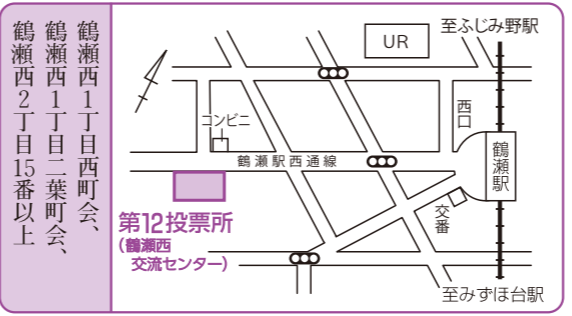 鶴瀬西1丁目西町会、
鶴瀬西1丁目二葉町会、
鶴瀬西2丁目15番以上
UR
至ふじみ野駅
コンビニ
西口
鶴瀬駅西通線
鶴瀬駅
第12投票所
(鶴瀬西
交流センター)
交番
至みずほ台駅